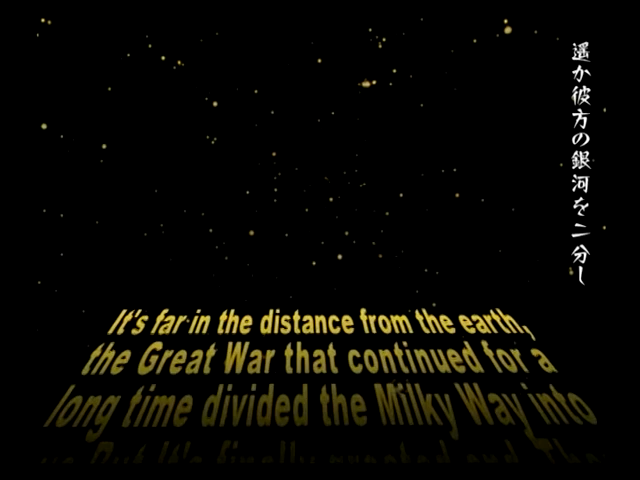 遥か彼方の銀河を二分し
It's far in the distance from the earth,
the Great War that continued for a
long time divided the Milky Way into